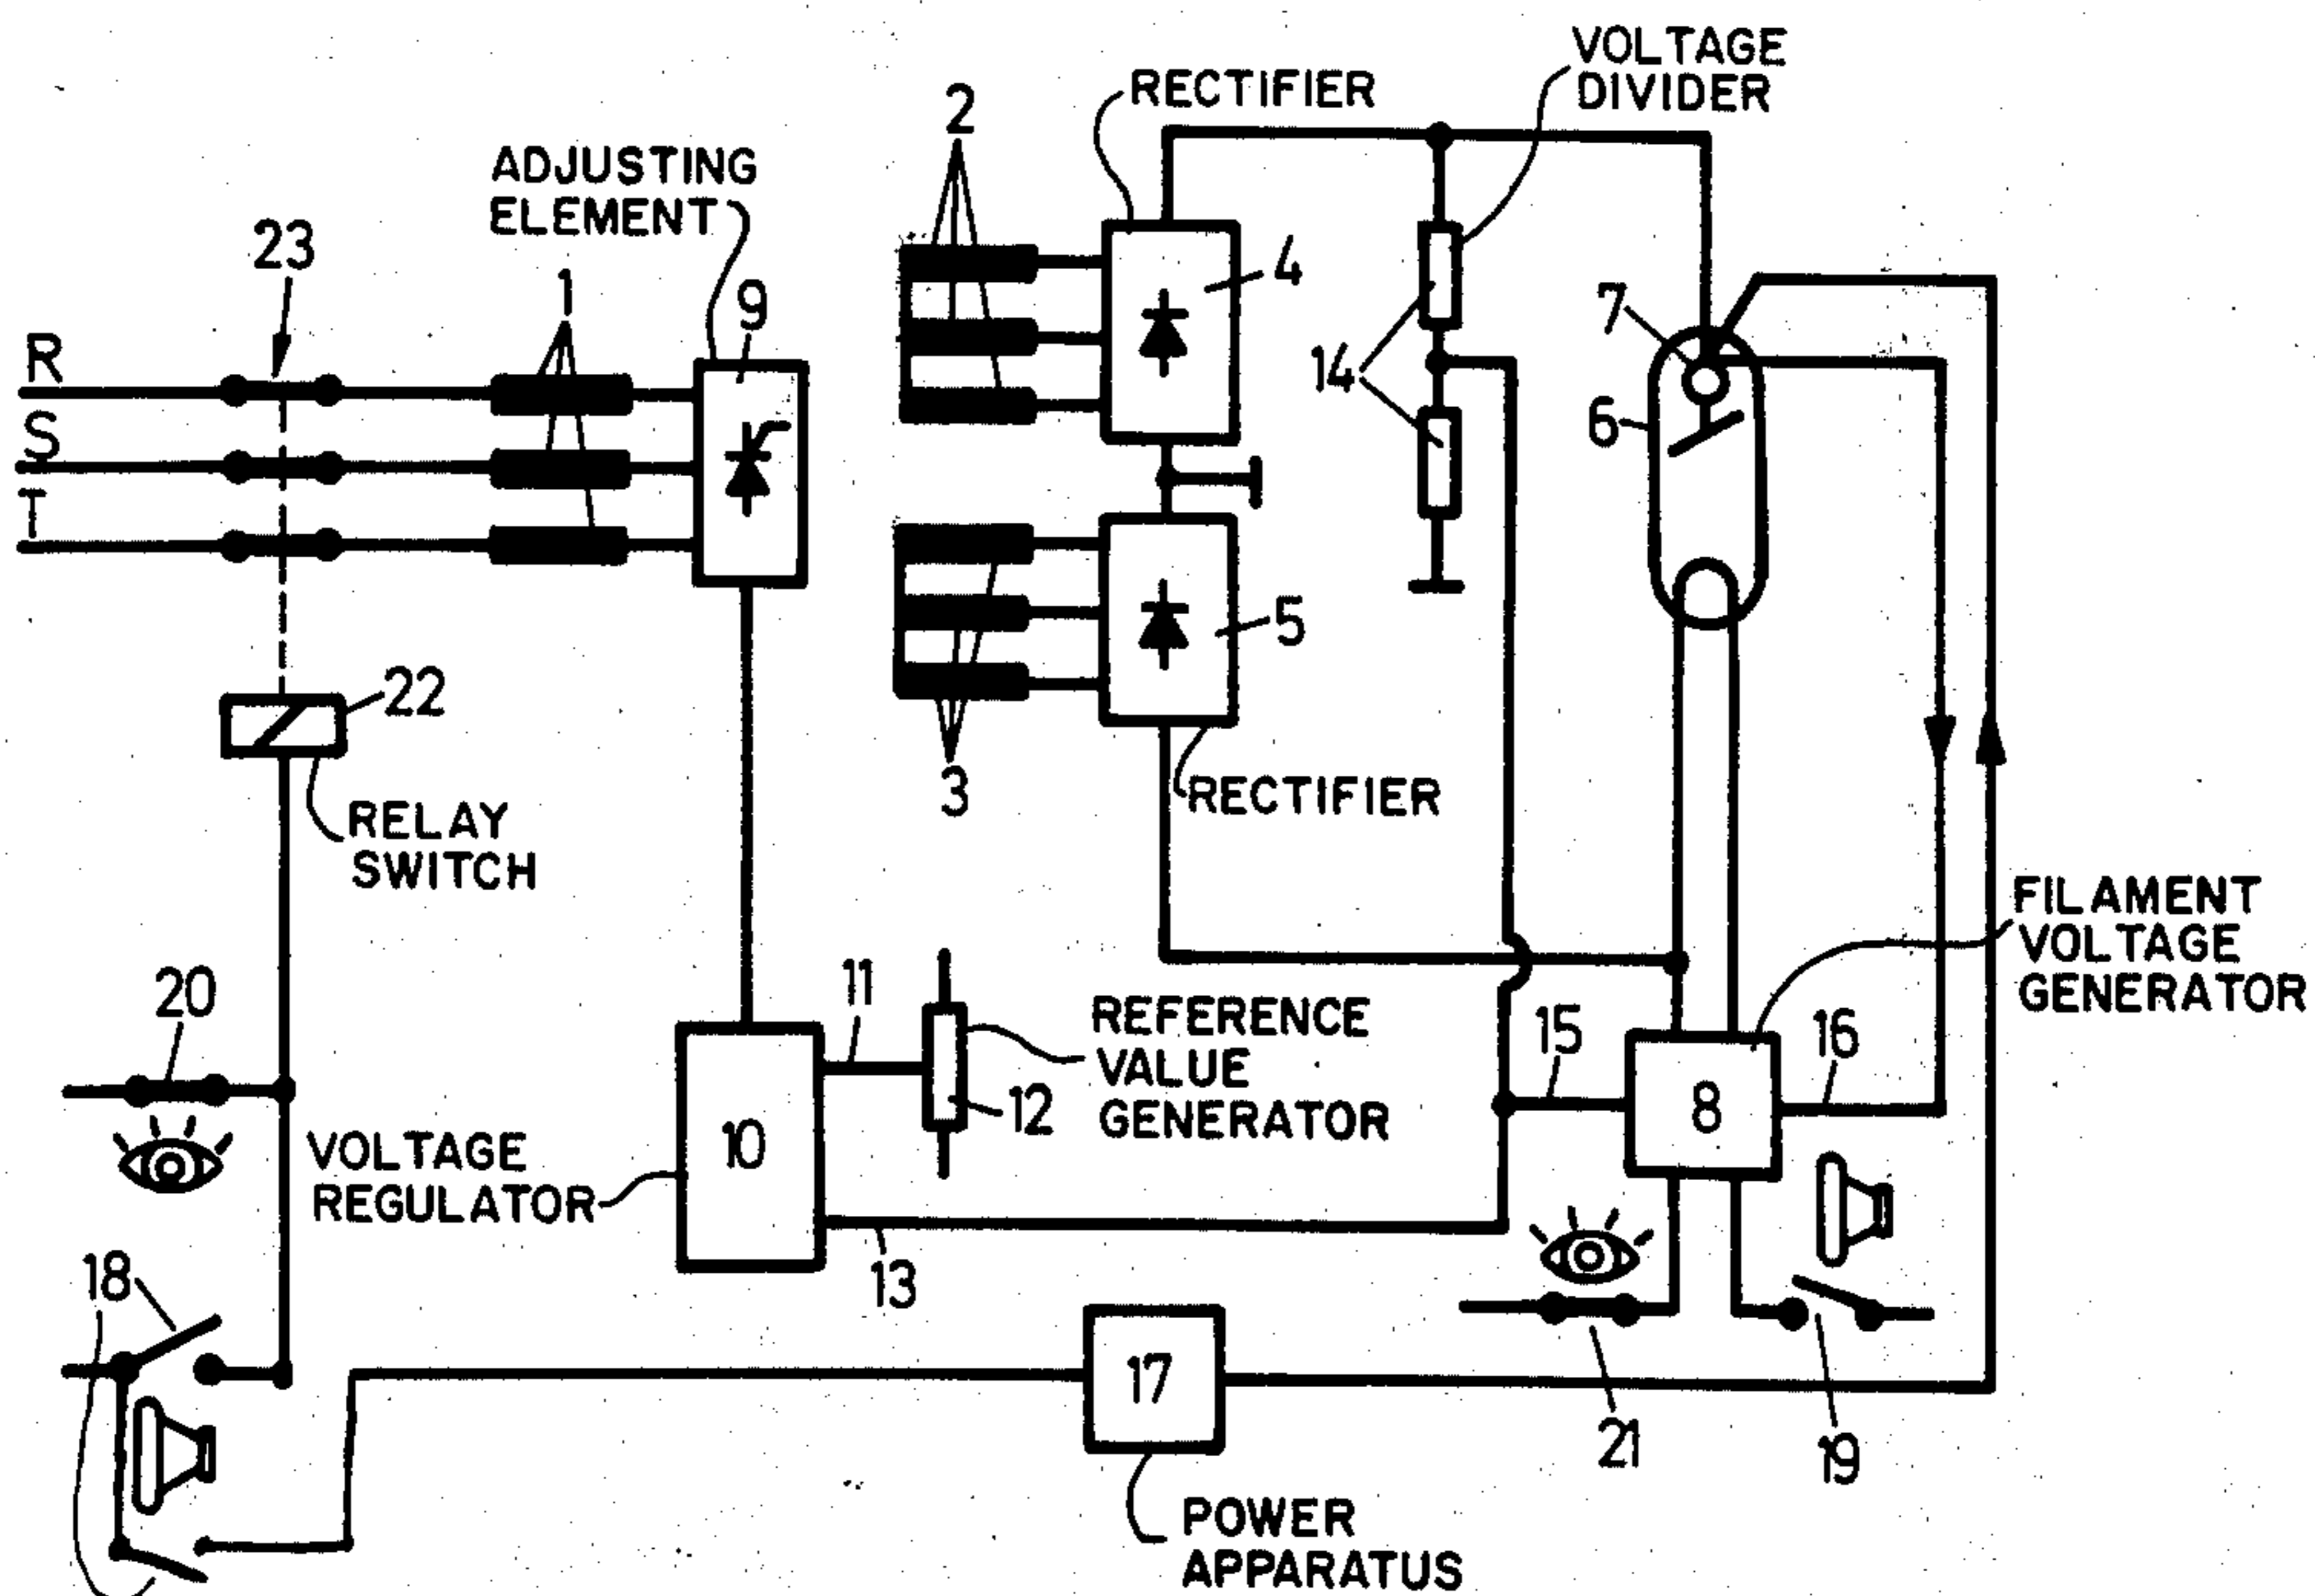 VOLTAGE
DIVIDER
RECTIFIER
2
ADJUSTING
ELEMENT
23
1
9
4
7
R
14
6
S
T
5
22
3
RECTIFIER
RELAY
SWITCH
FILAMENT
VOLTAGE
GENERATOR
20
11
REFERENCE
VALUE
GENERATOR
12
15
16
8
10
VOLTAGE
REGULATOR
13
18
17
21
19
POWER
APPARATUS